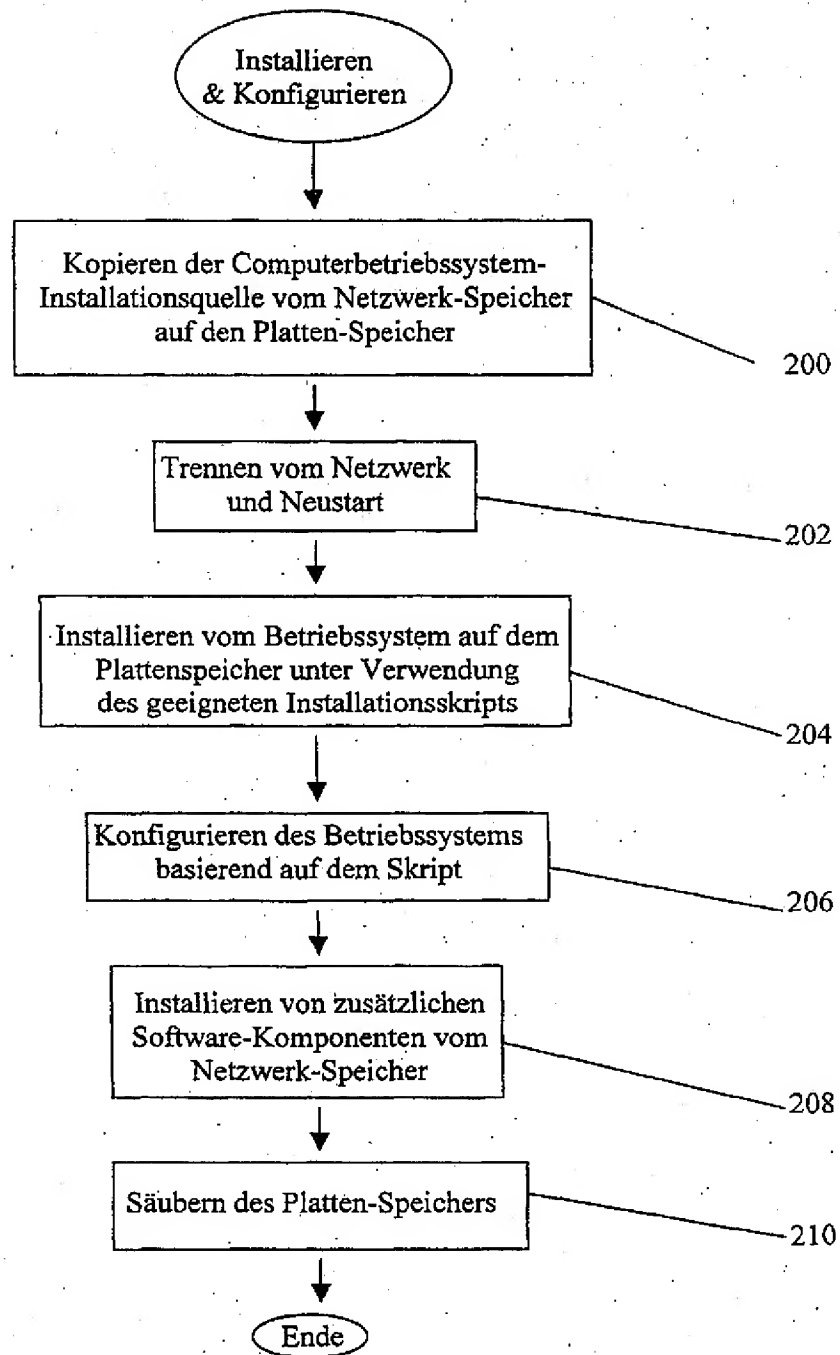 Installieren
& Konfigurieren
Kopieren der Computerbetriebssystem-
Installationsquelle vom Netzwerk-Speicher
auf den Platten-Speicher
200
Trennen vom Netzwerk
und Neustart
202
Installieren vom Betriebssystem auf dem
Plattenspeicher unter Verwendung
des geeigneten Installationsskripts
204
Konfigurieren des Betriebssystems
basierend auf dem Skript
206
Installieren von zusätzlichen
Software-Komponenten vom
Netzwerk-Speicher
208
Säubern des Platten-Speichers
210
Ende